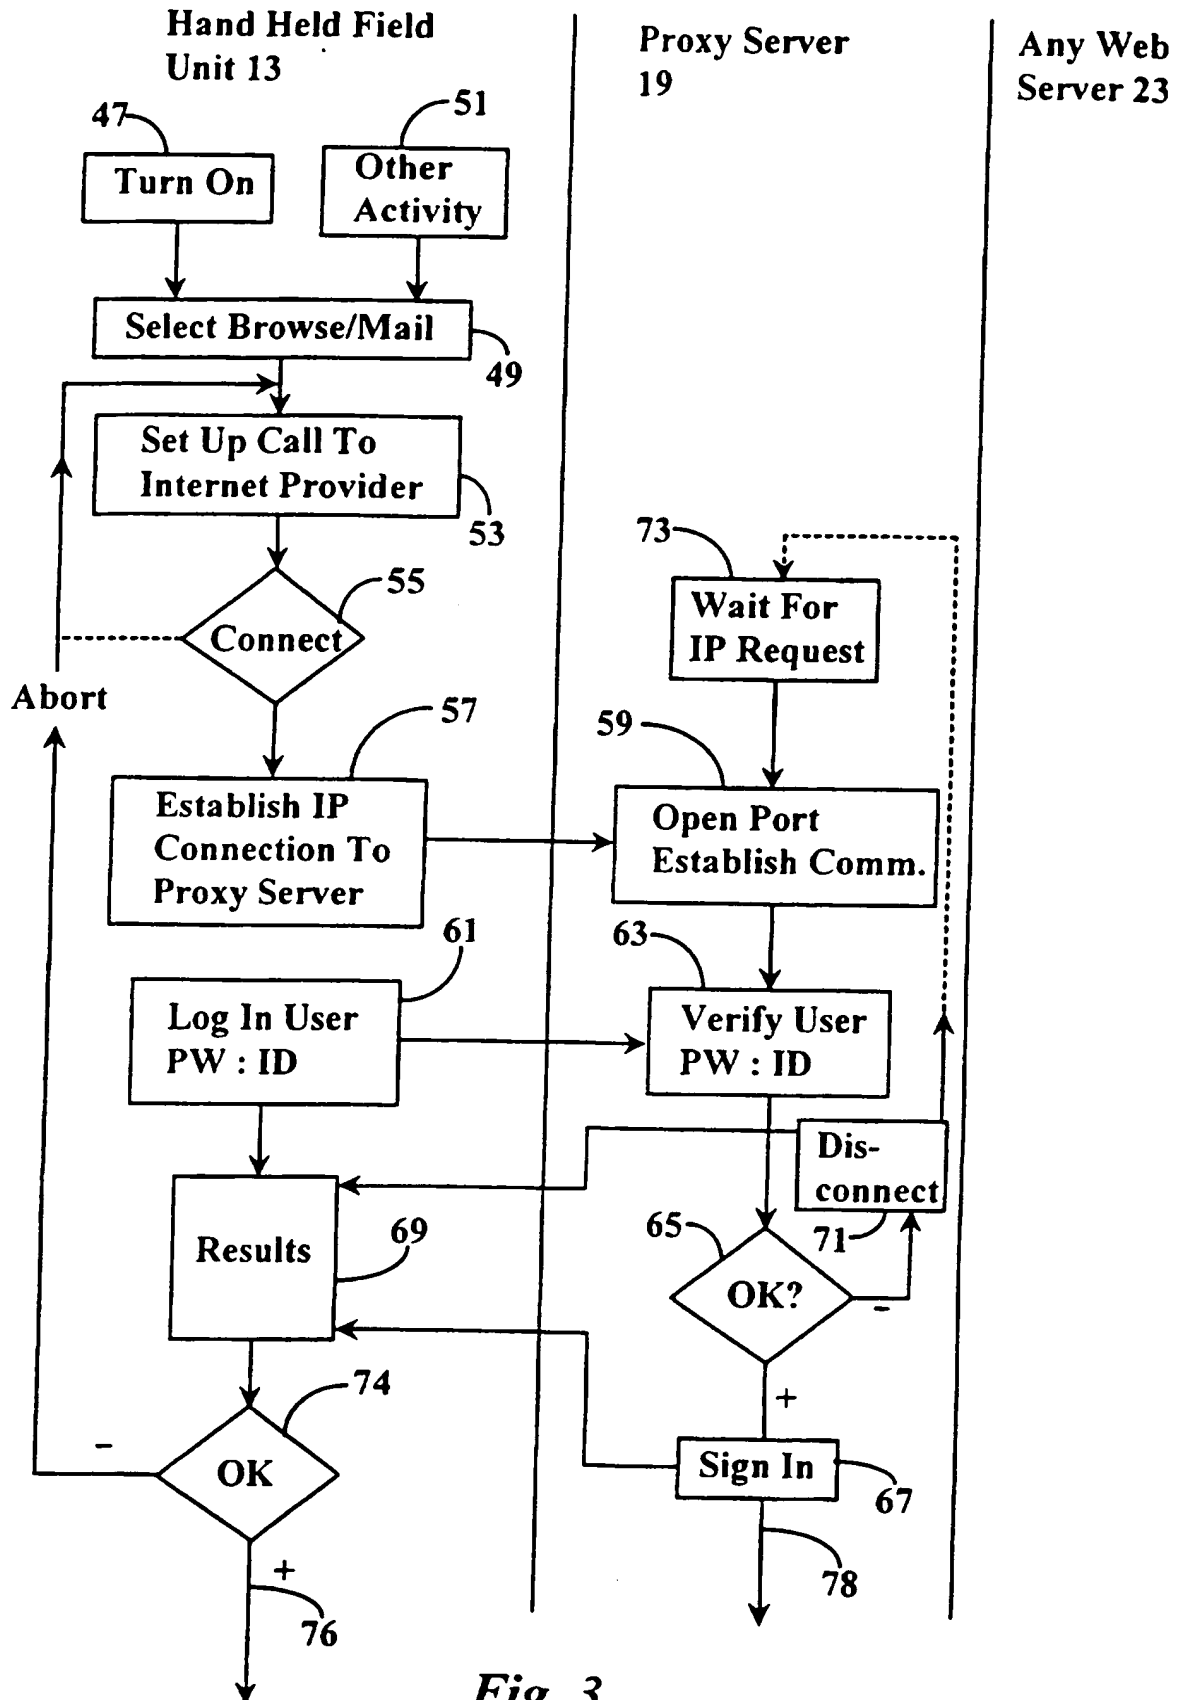 Hand Held Field
Unit 13
Proxy Server
19
Any Web
Server 23
47
51
Turn On
Other
Activity
Select Browse/Mail
49
Set Up Call To
Internet Provider
53
73
55
Wait For
IP Request
Connect
Abort
57
59
Establish IP
Connection To
Proxy Server
Open Port
Establish Comm.
61
63
Log In User
PW : ID
Verify User
PW : ID
Dis-
connect
71
65
69
Results
OK?
-
74
+
-
OK
Sign In
67
+
78
76
Fig. 3